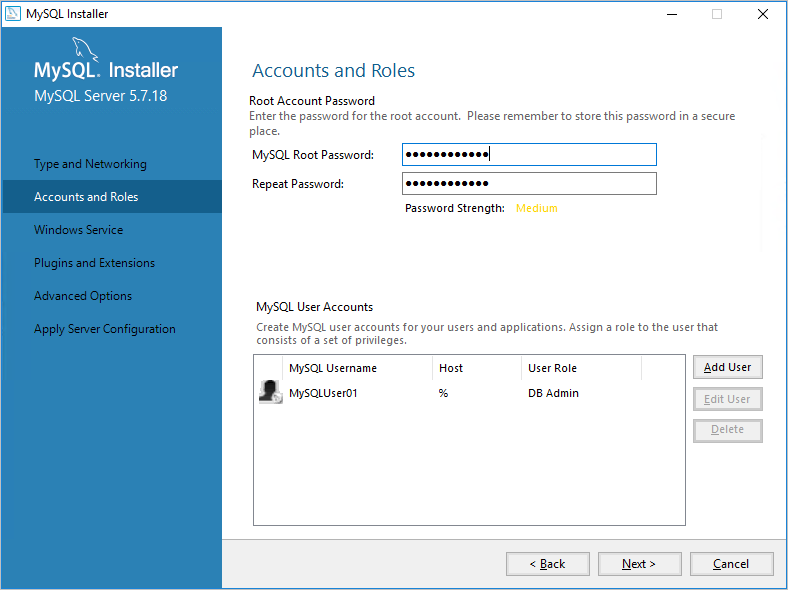 MySQL Installer
MySQL® Installer
MySQL Server 5.7.18
Type and Networking
Accounts and Roles
Windows Service
Plugins and Extensions
Advanced Options
Apply Server Configuration
Accounts and Roles
Root Account Password
Enter the password for the root account.  Please remember to store this password in a secure
place.
MySQL Root Password: ●●●●●●●●●●●●
Repeat Password: ●●●●●●●●●●●●
Password Strength: Medium
MySQL User Accounts
Create MySQL user accounts for your users and applications. Assign a role to the user that
consists of a set of privileges.
MySQL Username Host User Role
MySQLUser01 % DB Admin
Add User
Edit User
Delete
< Back Next > Cancel